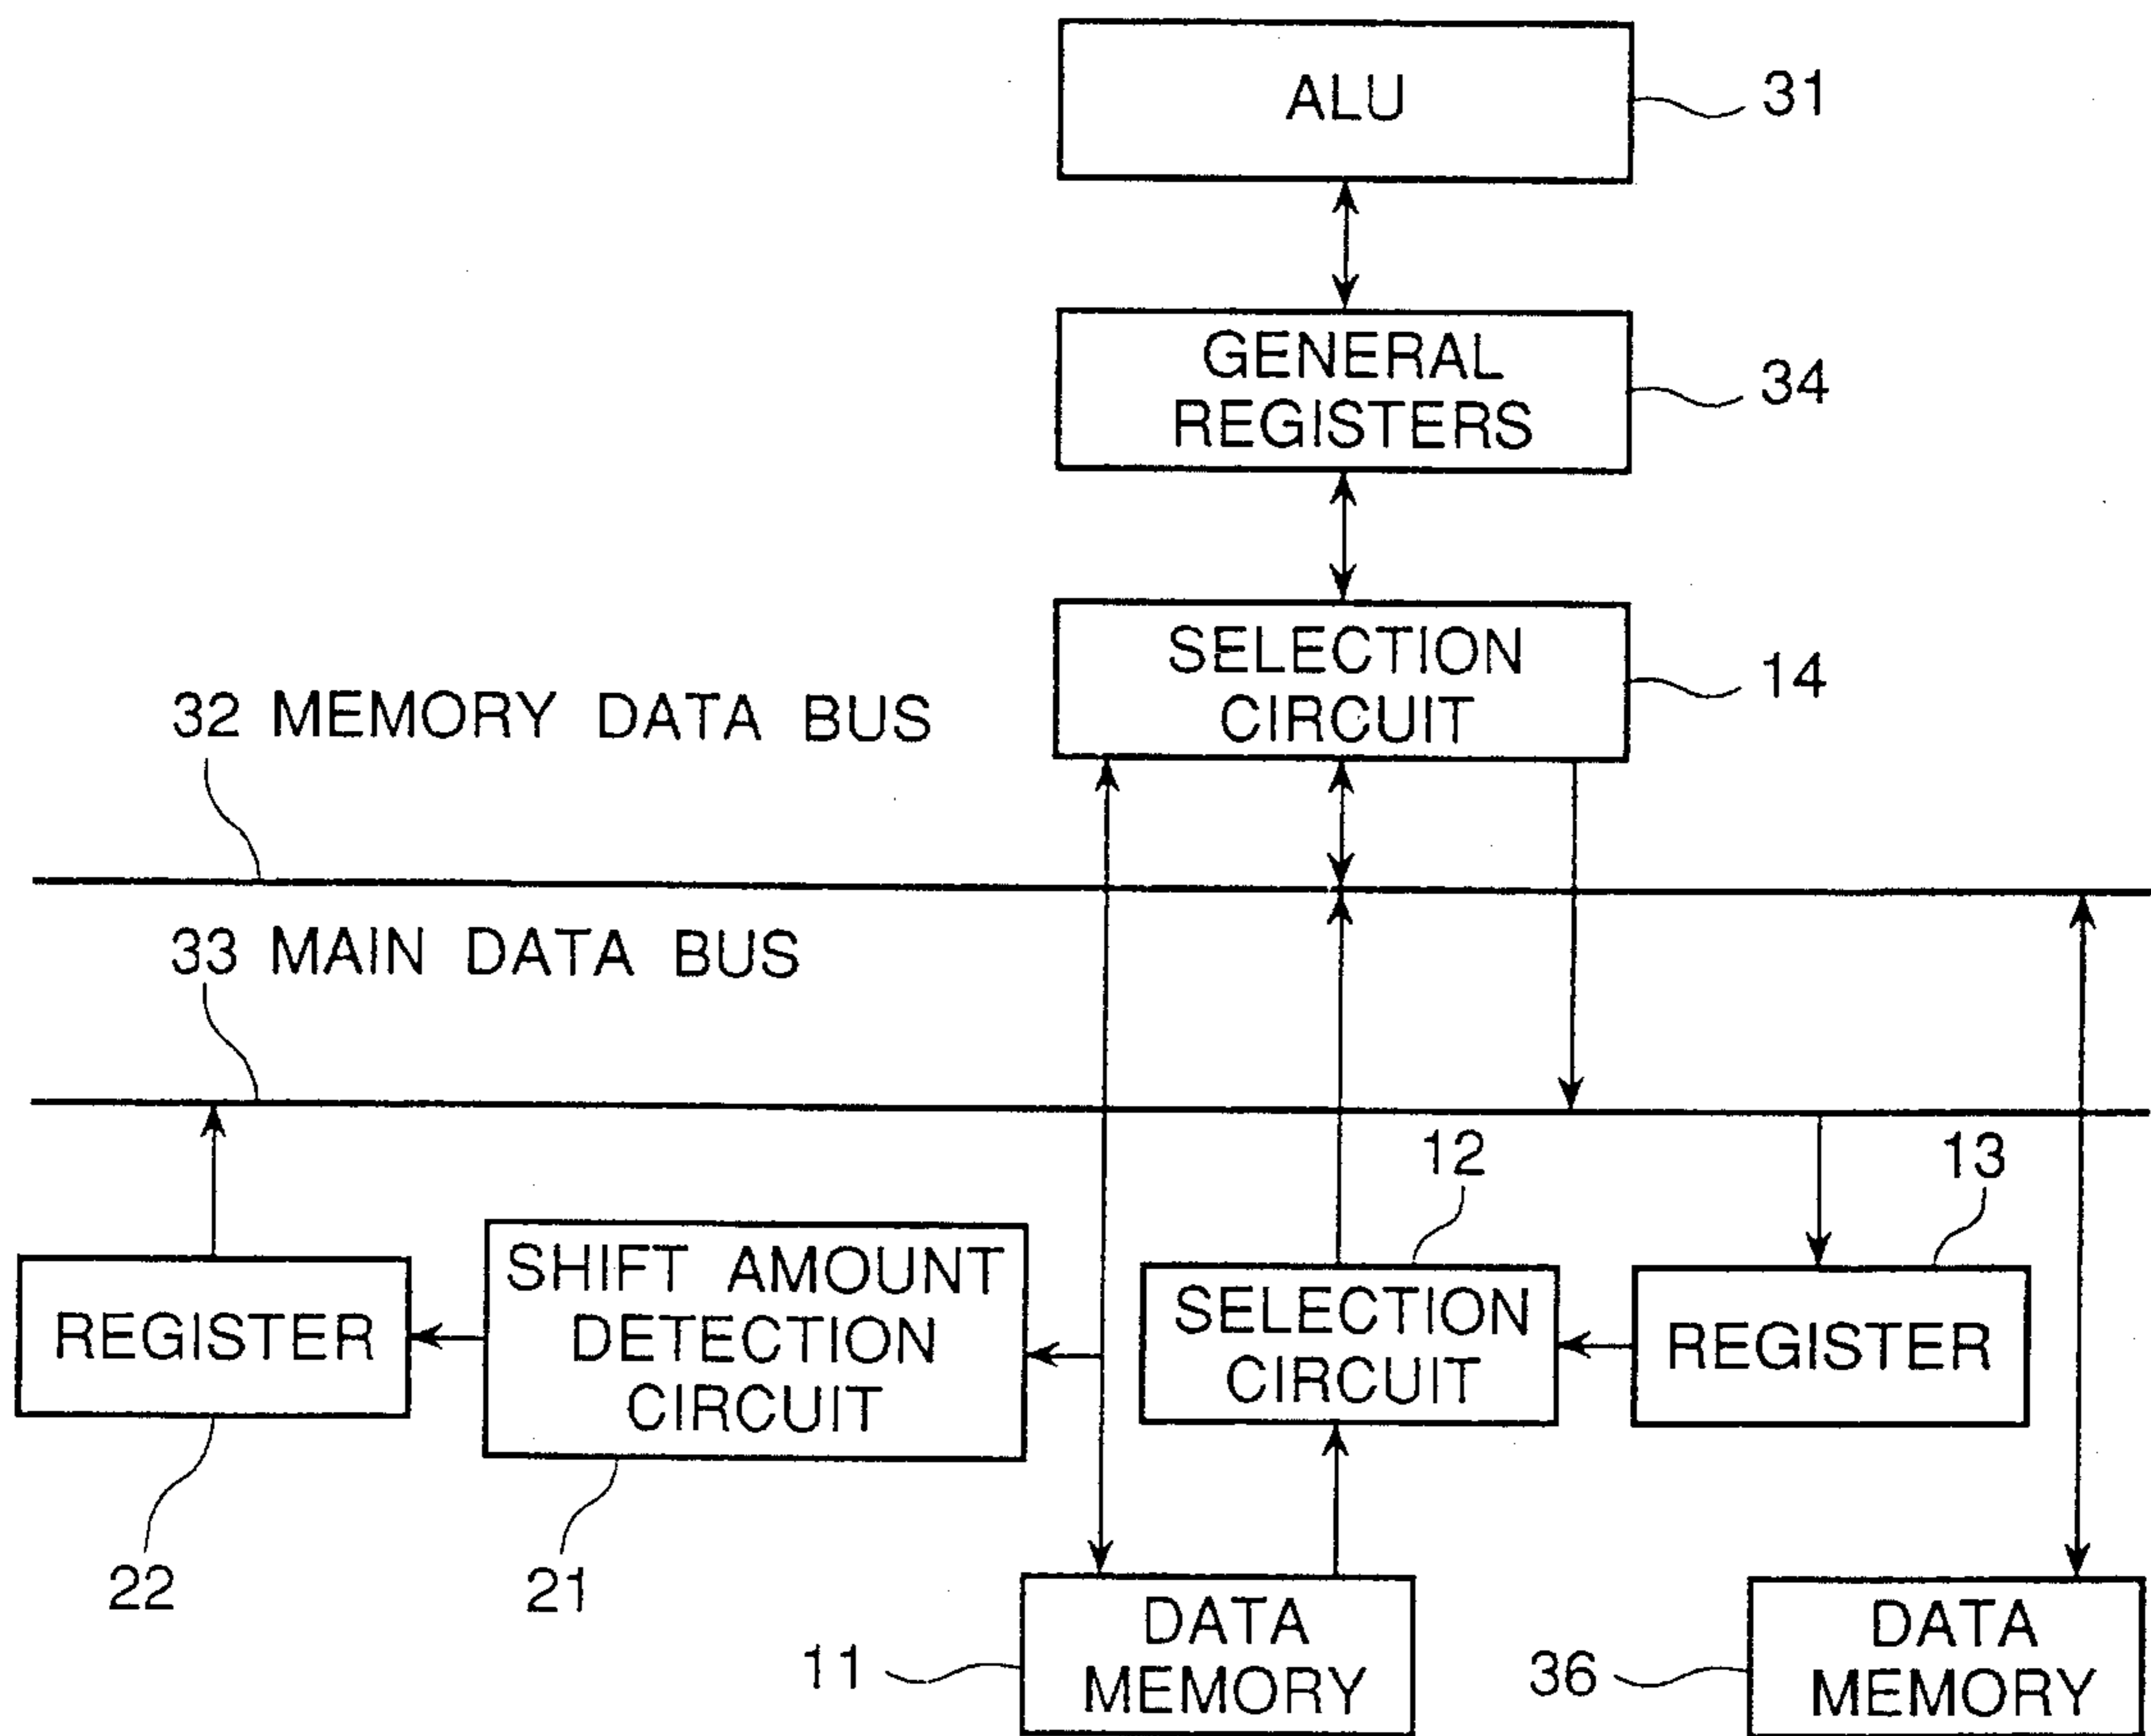 ALU
31
GENERAL
REGISTERS
34
SELECTION
CIRCUIT
14
32 MEMORY DATA BUS
33 MAIN DATA BUS
12
13
REGISTER
SHIFT AMOUNT
DETECTION
CIRCUIT
SELECTION
CIRCUIT
REGISTER
22
21
11
DATA
MEMORY
36
DATA
MEMORY